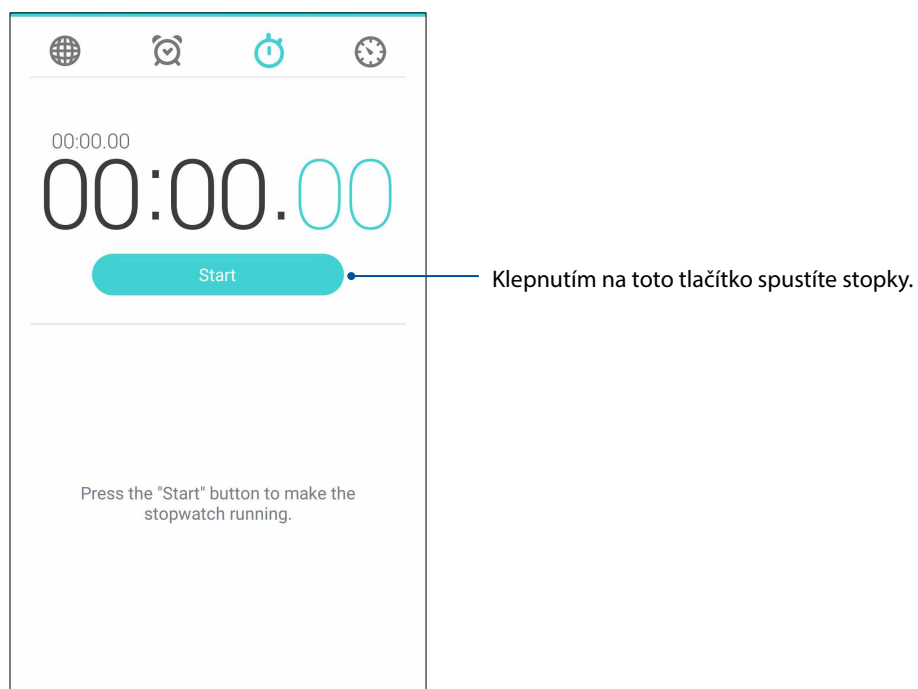 00:00.00
00:00.00
Start
Klepnutím na toto tlačítko spustíte stopky.
Press the "Start" button to make the
stopwatch running.